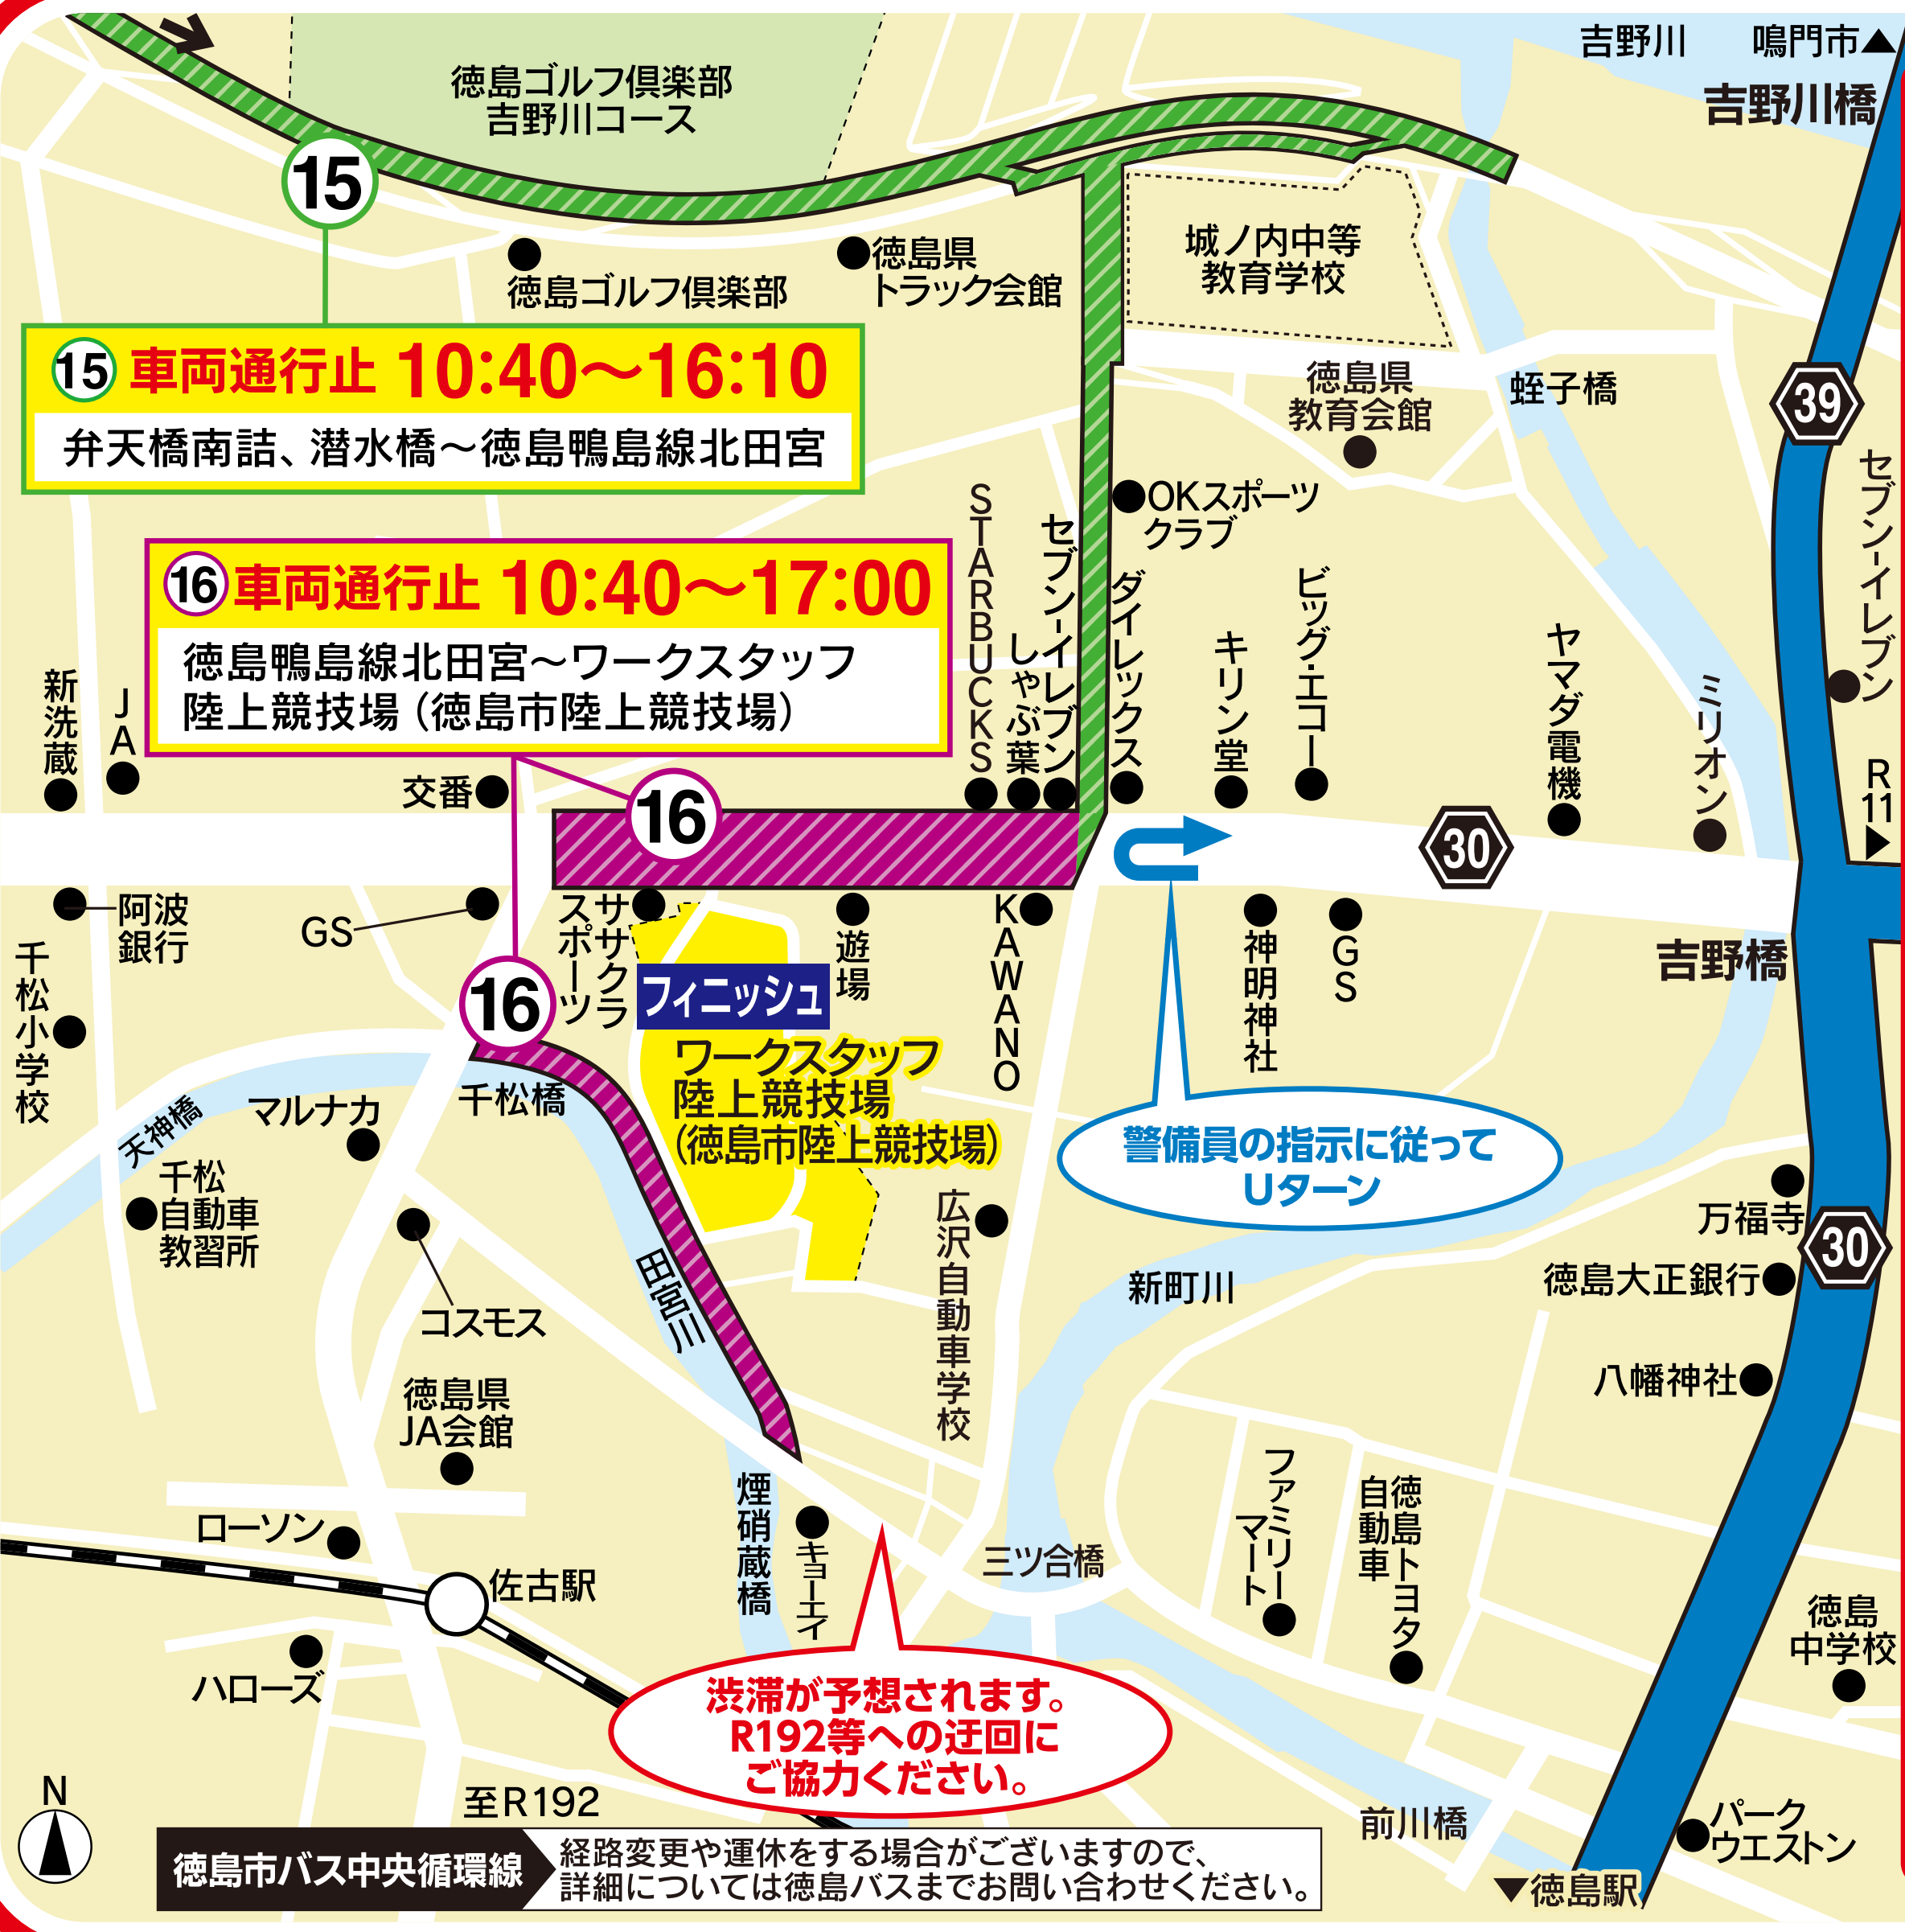 吉野川
鳴門市▲
吉野川橋
徳島ゴルフ倶楽部
吉野川コース
15
徳島ゴルフ倶楽部
徳島県
トラック会館
城ノ内中等
教育学校
15 車両通行止 10:40～16:10
弁天橋南詰、潜水橋～徳島鴨島線北田宮
徳島県
教育会館
蛭子橋
39
セブン-イレブン
OKスポーツ
クラブ
16 車両通行止 10:40～17:00
徳島鴨島線北田宮～ワークスタッフ
陸上競技場（徳島市陸上競技場）
STARBUCKS
しゃぶ葉
セブン-イレブン
ダイレックス
キリン堂
ビッグ・エコー
ヤマダ電機
ミリオン
R11▶
新洗蔵
JA
交番
16
30
阿波
銀行
GS
ササクラ
スポーツ
遊場
KAWANO
神明神社
GS
吉野橋
千松小学校
16
フィニッシュ
ワークスタッフ
陸上競技場
（徳島市陸上競技場）
千松橋
天神橋
マルナカ
千松
自動車
教習所
警備員の指示に従って
Uターン
万福寺
30
徳島大正銀行
田宮川
広沢自動車学校
新町川
コスモス
八幡神社
徳島県
JA会館
ローソン
煙硝蔵橋
キョーエイ
三ツ合橋
ファミリー
マート
徳島トヨタ
自動車
佐古駅
徳島
中学校
ハローズ
渋滞が予想されます。
R192等への迂回に
ご協力ください。
N
至R192
前川橋
パーク
ウエストン
徳島市バス中央循環線
経路変更や運休をする場合がございますので、
詳細については徳島バスまでお問い合わせください。
▼徳島駅